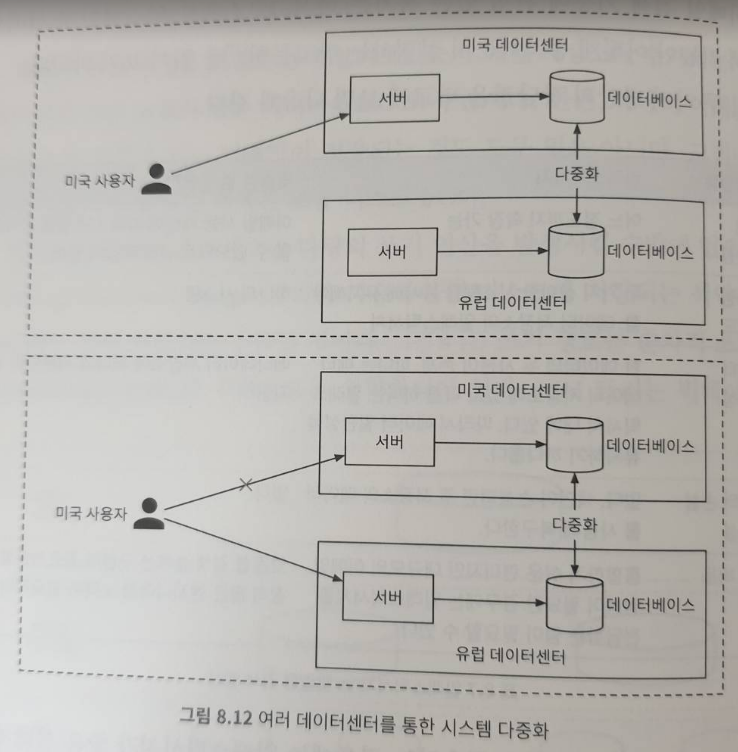 미국 데이터센터
서버
데이터베이스
미국 사용자
다중화
서버
데이터베이스
유럽 데이터센터
미국 데이터센터
서버
데이터베이스
미국 사용자
다중화
서버
데이터베이스
유럽 데이터센터
그림 8.12 여러 데이터센터를 통한 시스템 다중화